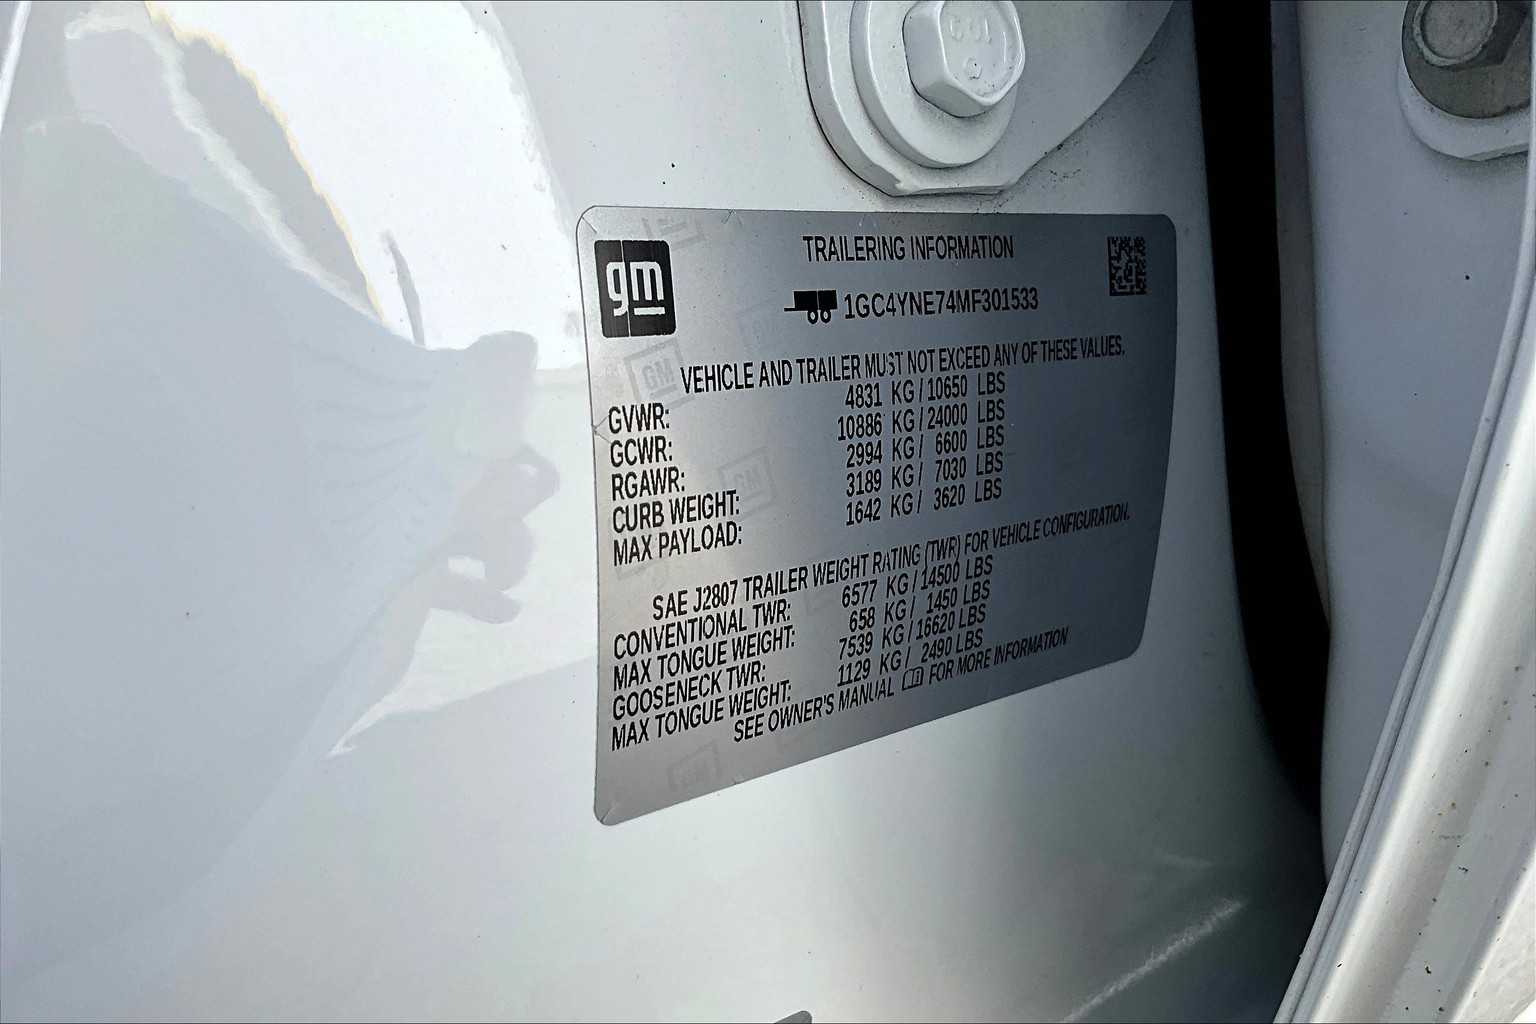 gm
TRAILERING INFORMATION
1GC4YNE74MF301533
VEHICLE AND TRAILER MUST NOT EXCEED ANY OF THESE VALUES.
GVWR: 4831 KG / 10650 LBS
GCWR: 10886 KG / 24000 LBS
RGAWR: 2994 KG / 6600 LBS
CURB WEIGHT: 3189 KG / 7030 LBS
MAX PAYLOAD: 1642 KG / 3620 LBS
SAE J2807 TRAILER WEIGHT RATING (TWR) FOR VEHICLE CONFIGURATION.
CONVENTIONAL TWR: 6577 KG / 14500 LBS
MAX TONGUE WEIGHT: 658 KG / 1450 LBS
GOOSENECK TWR: 7539 KG / 16620 LBS
MAX TONGUE WEIGHT: 1129 KG / 2490 LBS
SEE OWNER'S MANUAL FOR MORE INFORMATION